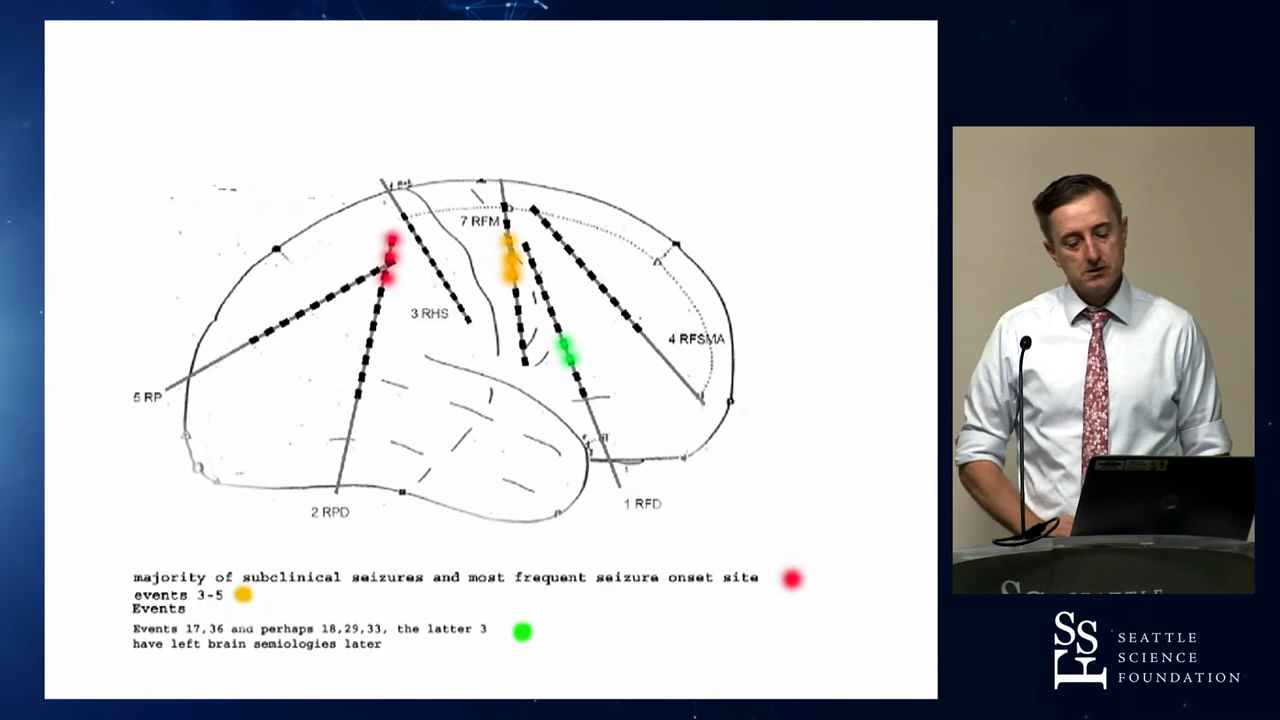 7 RFM
3 RHS
4 RFSMA
5 RP
2 RPD
1 RFD
majority of subclinical seizures and most frequent seizure onset site
events 3-5
Events
Events 17,36 and perhaps 18,29,33, the latter 3
have left brain semiologies later
SSF
SEATTLE
SCIENCE
FOUNDATION